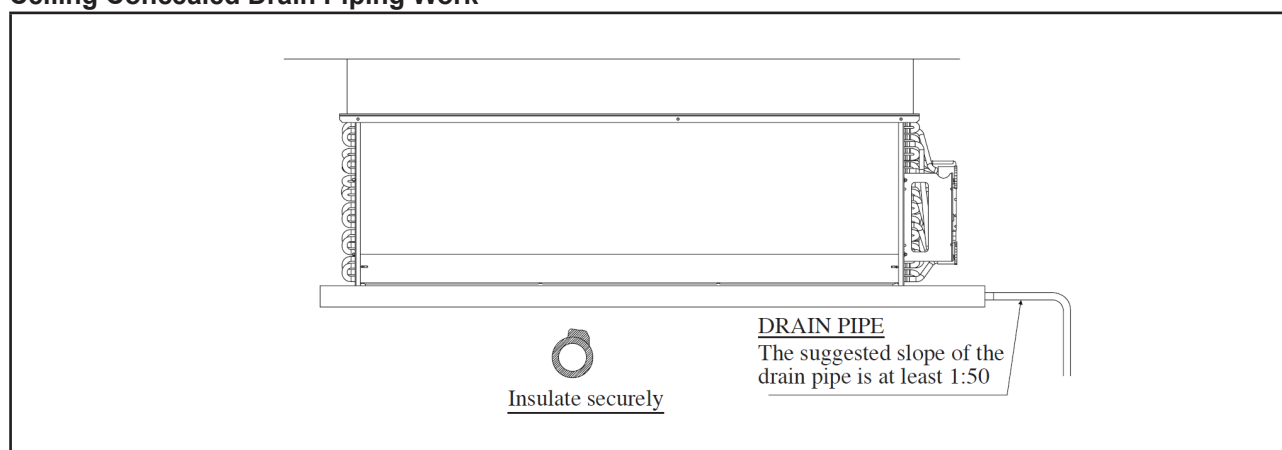 Ceiling Concealed Drain Piping Work
DRAIN PIPE
The suggested slope of the
drain pipe is at least 1:50
Insulate securely